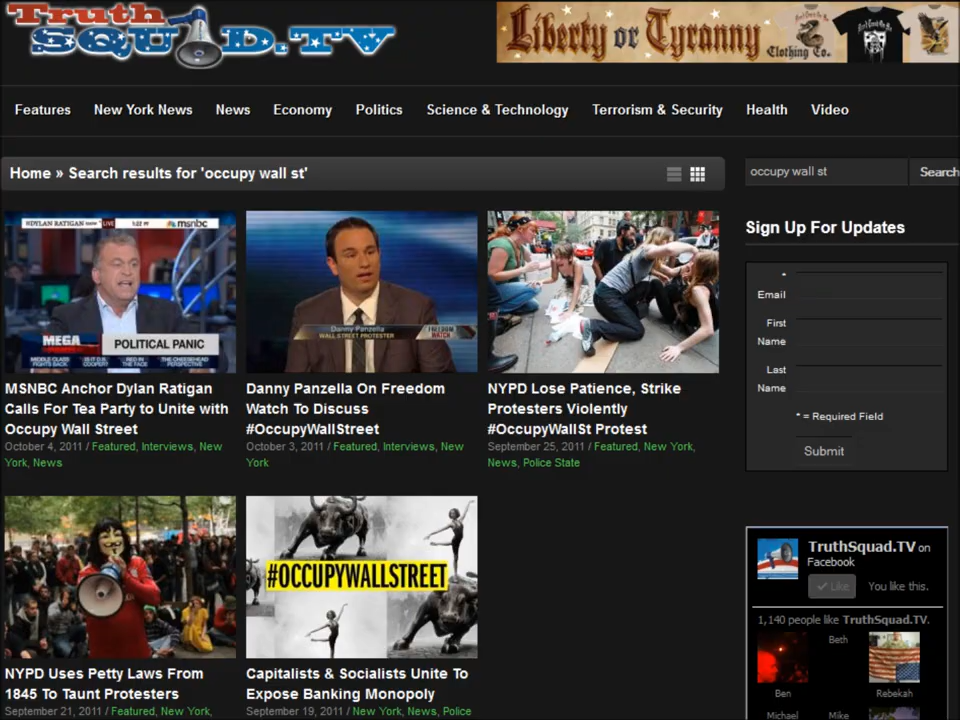 Truth
SQUAD.TV
Liberty or Tyranny
Clothing Co.
Features New York News News Economy Politics Science & Technology Terrorism & Security Health Video
Home » Search results for 'occupy wall st'
occupy wall st
Search
Sign Up For Updates
*
Email
First
Name
Last
Name
* = Required Field
Submit
DYLAN RATIGAN
LIVE
msnbc
MEGA
POLITICAL PANIC
MSNBC Anchor Dylan Ratigan
Calls For Tea Party to Unite with
Occupy Wall Street
October 4, 2011 / Featured, Interviews, New
York, News
Danny Panzella
WALL STREET PROTESTER
Danny Panzella On Freedom
Watch To Discuss
#OccupyWallStreet
October 3, 2011 / Featured, Interviews, New
York
NYPD Lose Patience, Strike
Protesters Violently
#OccupyWallSt Protest
September 25, 2011 / Featured, New York,
News, Police State
NYPD Uses Petty Laws From
1845 To Taunt Protesters
September 21, 2011 / Featured, New York,
#OCCUPYWALLSTREET
Capitalists & Socialists Unite To
Expose Banking Monopoly
September 19, 2011 / New York, News, Police
TruthSquad.TV on
Facebook
Like You like this.
1,140 people like TruthSquad.TV.
Beth
Ben
Rebekah
Michael
Mike